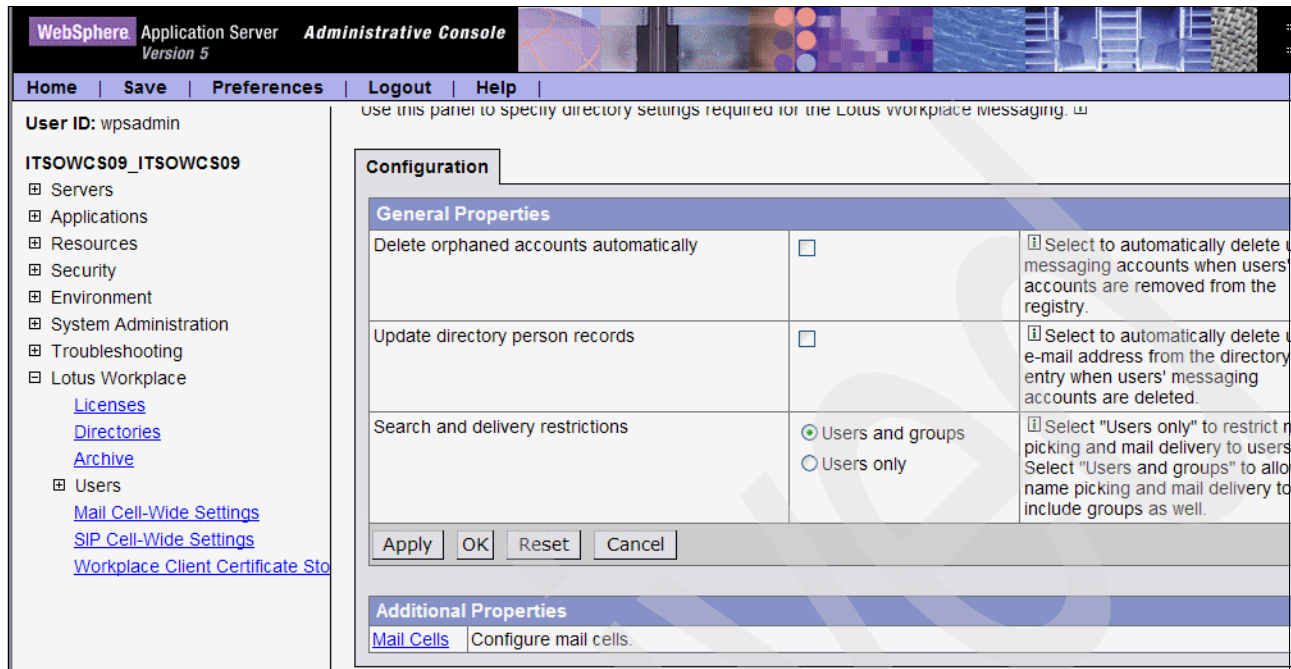 WebSphere. Application Server Administrative Console
Version 5
Home | Save | Preferences | Logout | Help |
User ID: wpsadmin
ITSOWCS09_ITSOWCS09
Servers
Applications
Resources
Security
Environment
System Administration
Troubleshooting
Lotus Workplace
Licenses
Directories
Archive
Users
Mail Cell-Wide Settings
SIP Cell-Wide Settings
Workplace Client Certificate Sto
Use this panel to specify directory settings required for the Lotus Workplace Messaging.
Configuration
General Properties
Delete orphaned accounts automatically
Select to automatically delete u
messaging accounts when users'
accounts are removed from the
registry.
Update directory person records
Select to automatically delete u
e-mail address from the directory
entry when users' messaging
accounts are deleted.
Search and delivery restrictions
Users and groups
Users only
Select "Users only" to restrict n
picking and mail delivery to users
Select "Users and groups" to allo
name picking and mail delivery to
include groups as well.
Apply OK Reset Cancel
Additional Properties
Mail Cells Configure mail cells.